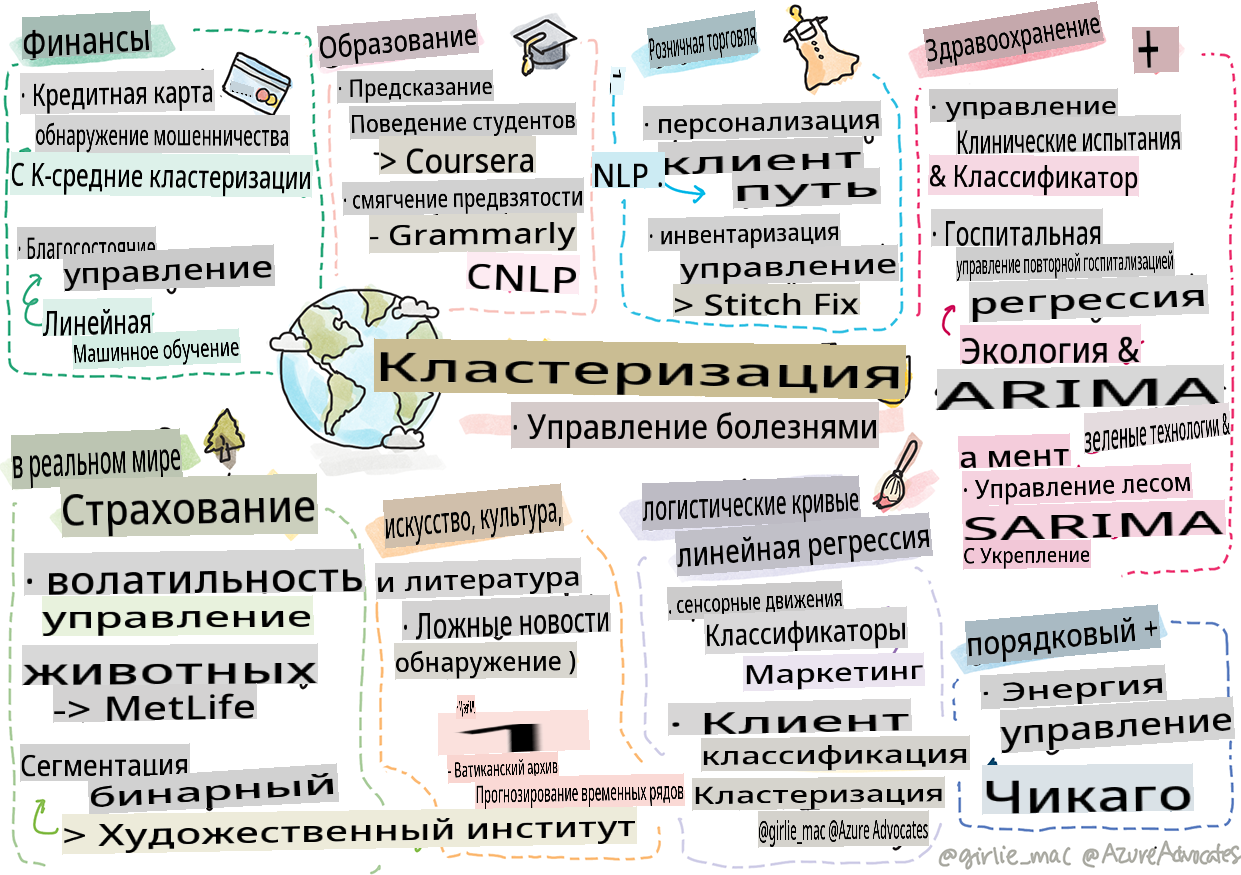 Финансы
· Кредитная карта
обнаружение мошенничества
С К-средние кластеризации
· Благосостояние
управление
Линейная
Машинное обучение
Образование
· Предсказание
Поведение студентов
> Coursera
· смягчение предвзятости
- Grammarly
CNLP
Розничная торговля
· персонализация
клиент
NLP :
путь
· инвентаризация
управление
> Stitch Fix
Здравоохранение
+
· управление
Клинические испытания
& Классификатор
· Госпитальная
управление повторной госпитализацией
регрессия
Экология &
ARIMA
зеленые технологии &
а мент
· Управление лесом
SARIMA
С Укрепление
Кластеризация
· Управление болезнями
в реальном мире
Страхование
· волатильность
управление
животных
-> MetLife
Сегментация
бинарный
> Художественный институт
искусство, культура,
и литература
· Ложные новости
обнаружение )
1
- Ватиканский архив
Прогнозирование временных рядов
логистические кривые
линейная регрессия
. сенсорные движения
Классификаторы
Маркетинг
· Клиент
классификация
Кластеризация
@girlie_mac @Azure Advocates
порядковый +
· Энергия
управление
Чикаго
@girlie_mac @AzureAdvocates